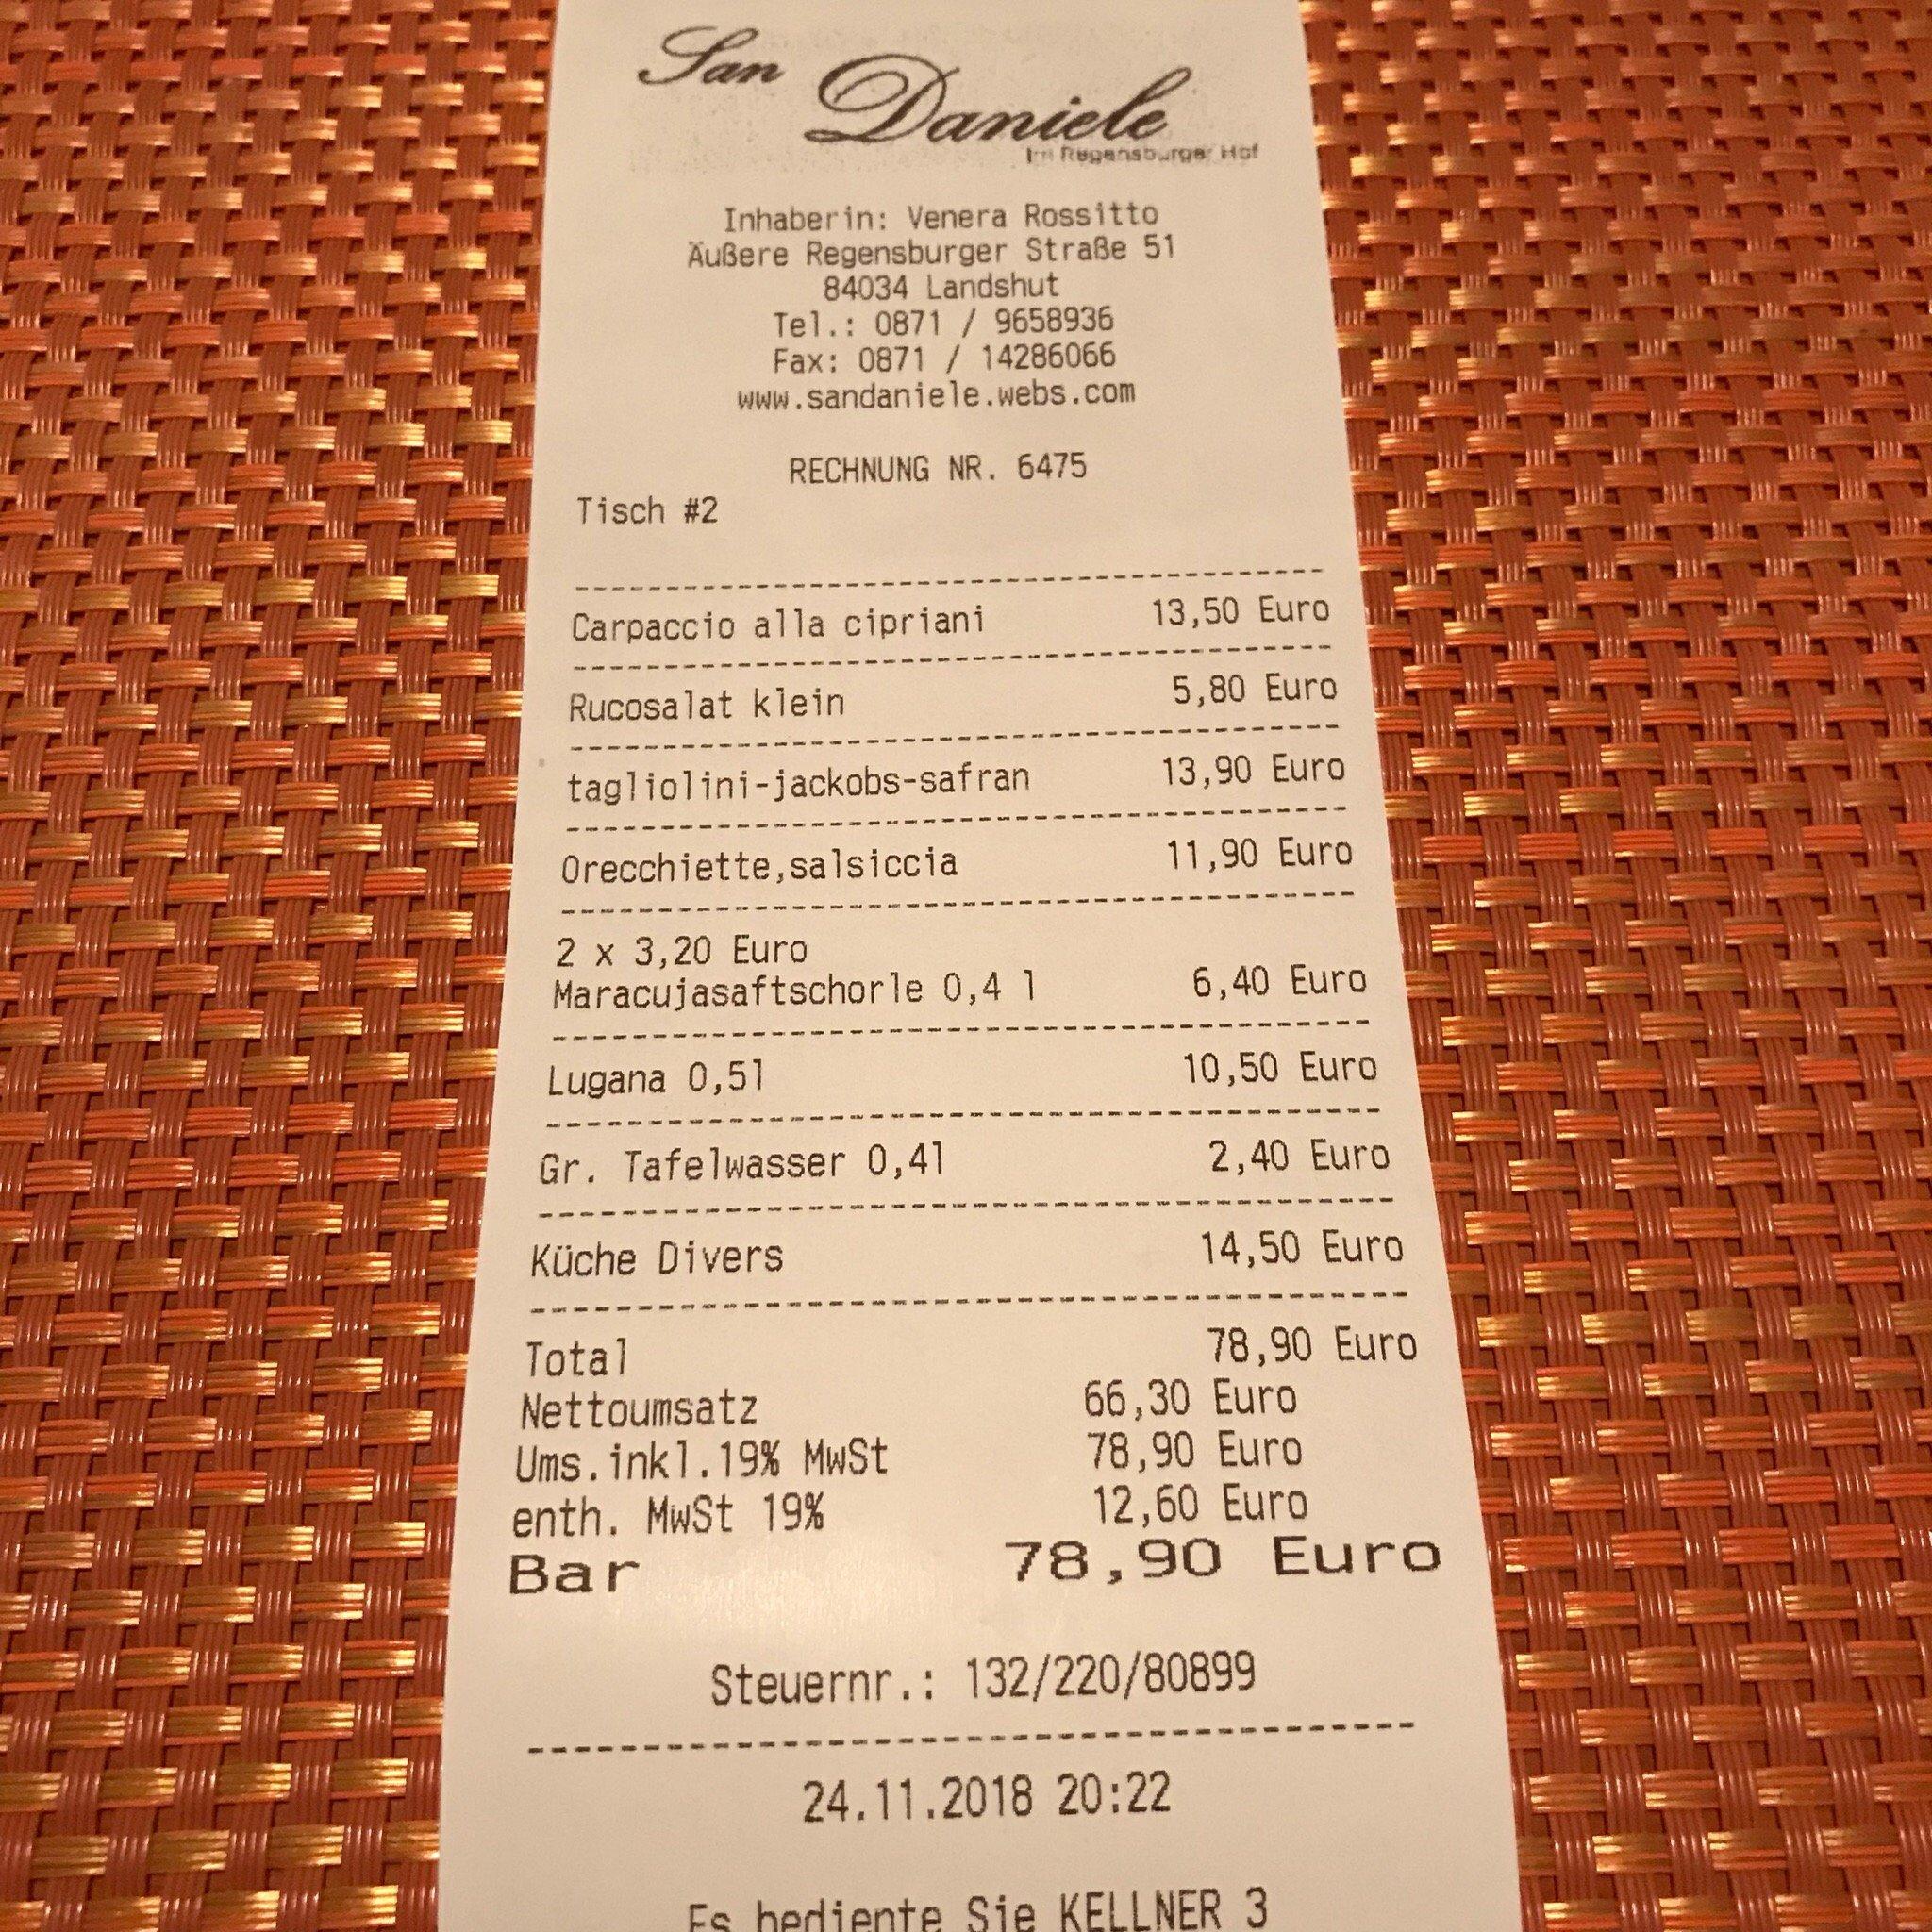 San Daniele
Im Regensburger Hof
Inhaberin: Venera Rossitto
Äußere Regensburger Straße 51
84034 Landshut
Tel.: 0871 / 9658936
Fax: 0871 / 14286066
www.sandaniele.webs.com
RECHNUNG NR. 6475
Tisch #2
Carpaccio alla cipriani 13,50 Euro
Rucosalat klein 5,80 Euro
tagliolini-jackobs-safran 13,90 Euro
Orecchiette,salsiccia 11,90 Euro
2 x 3,20 Euro
Maracujasaftschorle 0,4 l 6,40 Euro
Lugana 0,5l 10,50 Euro
Gr. Tafelwasser 0,4l 2,40 Euro
Küche Divers 14,50 Euro
Total 78,90 Euro
Nettoumsatz 66,30 Euro
Ums.inkl.19% MwSt 78,90 Euro
enth. MwSt 19% 12,60 Euro
Bar 78,90 Euro
Steuernr.: 132/220/80899
24.11.2018 20:22
Es bediente Sie KELLNER 3